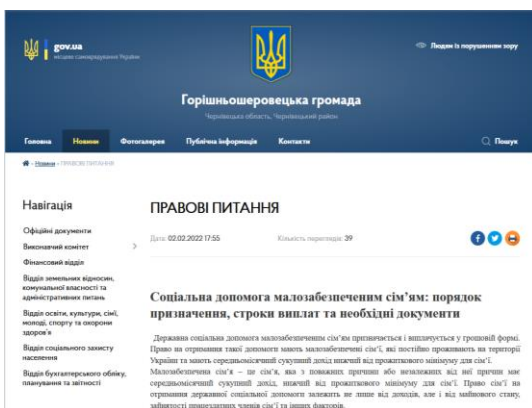 gov.ua
місцеве самоврядування України
Людям із порушенням зору
Горішньошеровецька громада
Чернівецька область, Чернівецький район
Головна Новини Фотогалерея Публічна інформація Контакти Пошук
Новини » ПРАВОВІ ПИТАННЯ
Навігація
Офіційні документи
Виконавчий комітет
Фінансовий відділ
Відділ земельних відносин,
комунальної власності та
адміністративних питань
Відділ освіти, культури, сім'ї,
молоді, спорту та охорони
здоров'я
Відділ соціального захисту
населення
Відділ бухгалтерського обліку,
планування та звітності
ПРАВОВІ ПИТАННЯ
Дата: 02.02.2022 17:55 Кількість переглядів: 39
Соціальна допомога малозабезпеченим сім’ям: порядок
призначення, строки виплат та необхідні документи
Державна соціальна допомога малозабезпеченим сім’ям призначається і виплачується у грошовій формі.
Право на отримання такої допомоги мають малозабезпечені сім’ї, які постійно проживають на території
України та мають середньомісячний сукупний дохід нижчий від прожиткового мінімуму для сім’ї.
Малозабезпечена сім’я – це сім’я, яка з поважних причини або незалежних від неї причин має
середньомісячний сукупний дохід, нижчий від прожиткового мінімуму для сім’ї. Право сім’ї на
отримання державної соціальної допомоги залежить не лише від доходів, але і від майнового стану,
зайнятості працездатних членів сім’ї та інших факторів.